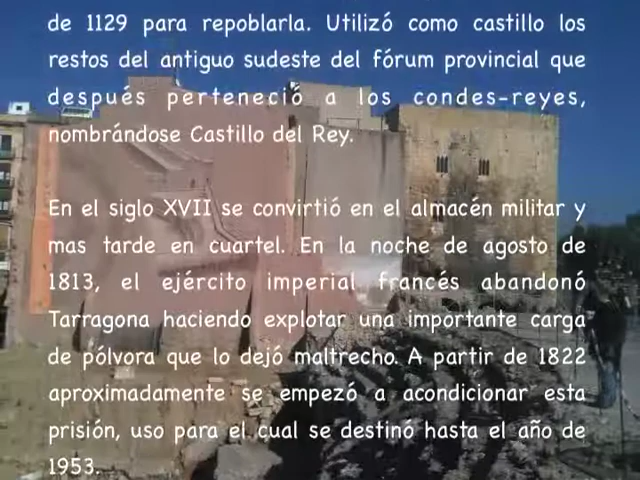 de 1129 para repoblarla. Utilizó como castillo los
restos del antiguo sudeste del fórum provincial que
después perteneció a los condes-reyes,
nombrándose Castillo del Rey.
En el siglo XVII se convirtió en el almacén militar y
mas tarde en cuartel. En la noche de agosto de
1813, el ejército imperial francés abandonó
Tarragona haciendo explotar una importante carga
de pólvora que lo dejó maltrecho. A partir de 1822
aproximadamente se empezó a acondicionar esta
prisión, uso para el cual se destinó hasta el año de
1953.